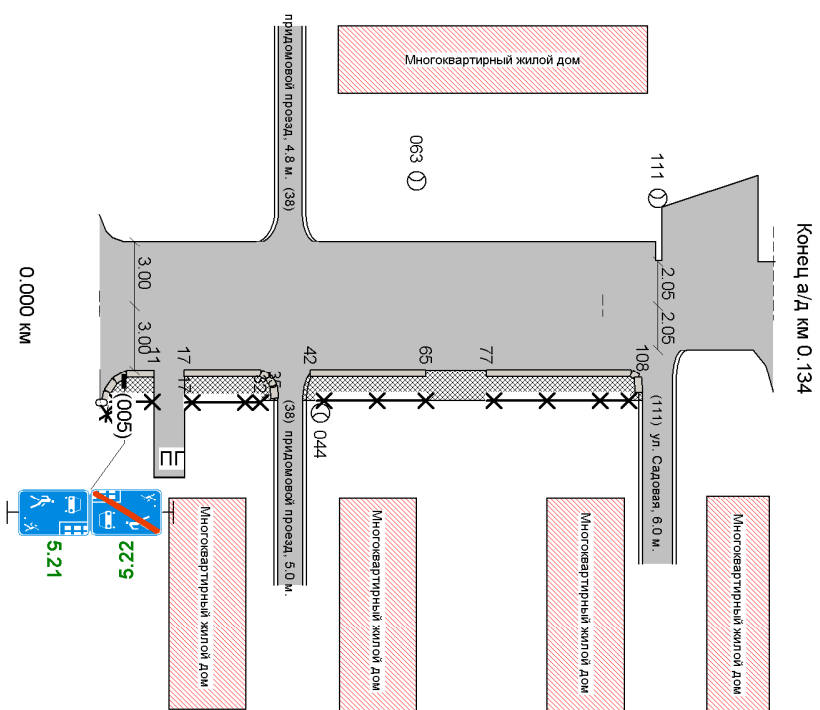 придомовой проезд, 4.8 м. (38)
Многоквартирный жилой дом
063
111
Конец а/д км 0.134
0.000 км
3.00
3.00
2.05
2.05
11
17
17
32
35
42
65
77
108
(005)
044
(38) придомовой проезд, 5.0 м.
(111) ул. Садовая, 6.0 м.
5.21
5.22
Многоквартирный жилой дом
Многоквартирный жилой дом
Многоквартирный жилой дом
Многоквартирный жилой дом